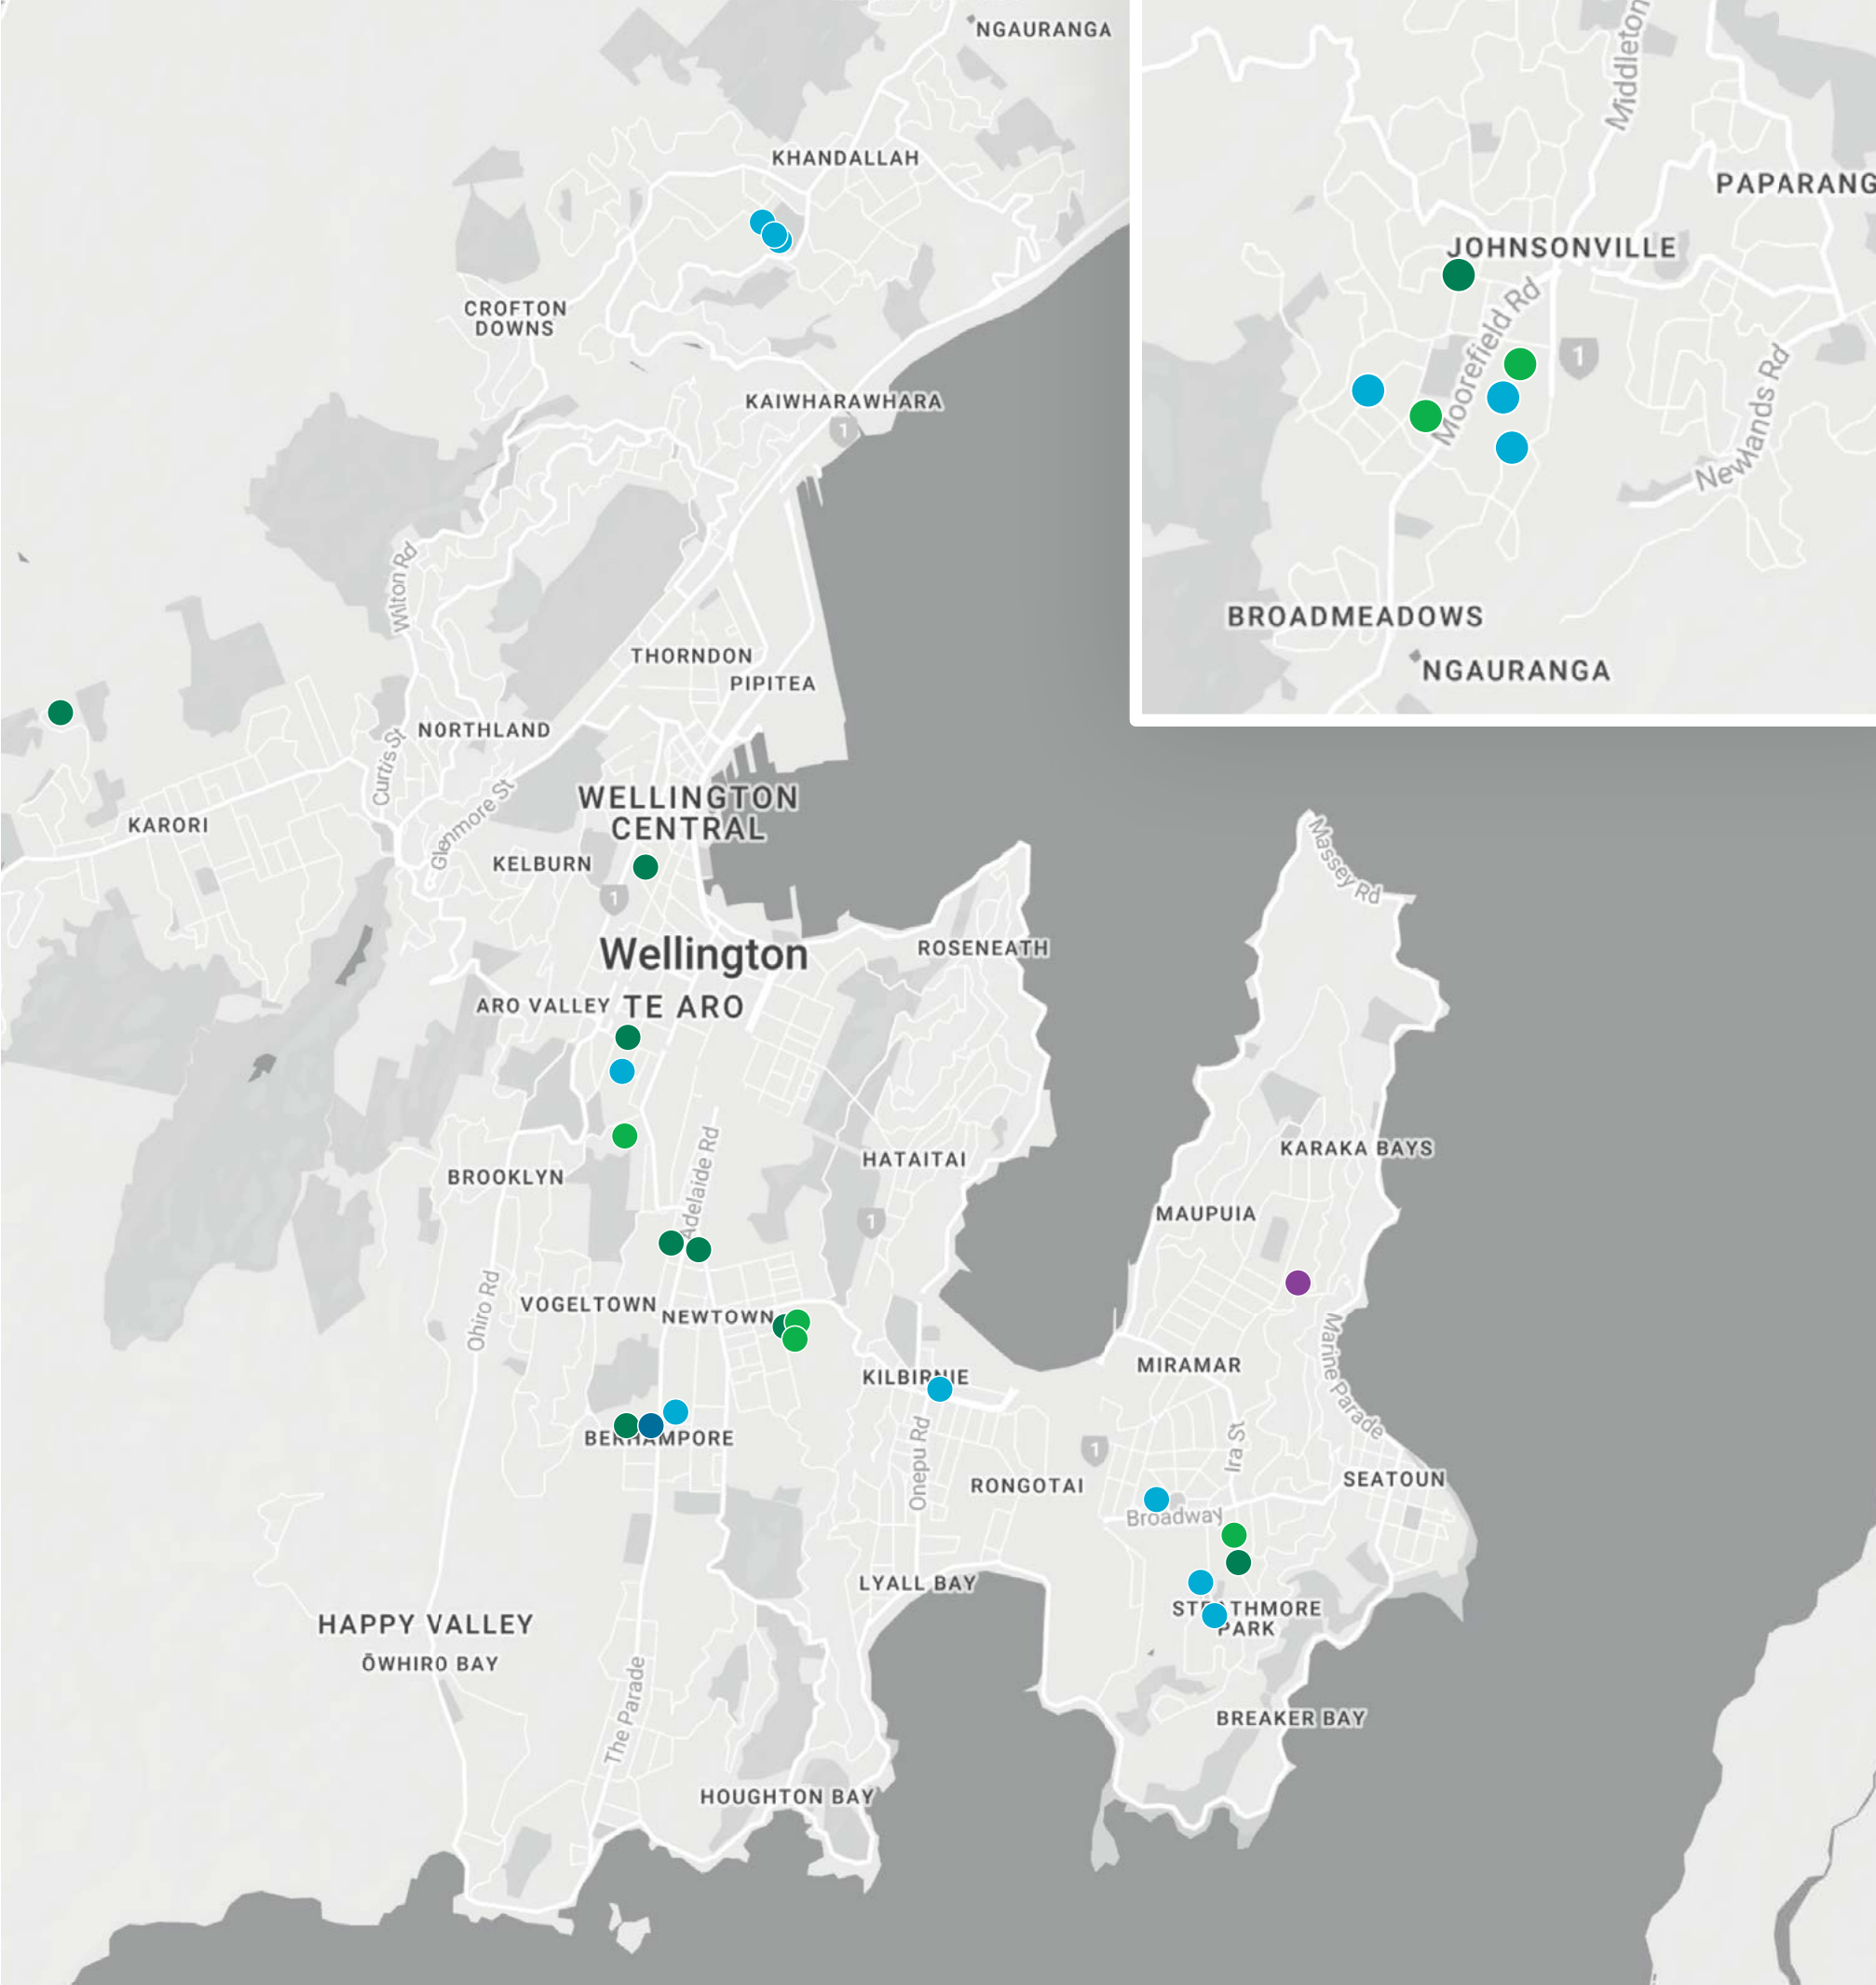 NGAURANGA
KHANDALLAH
CROFTON
DOWNS
KAIWHARAWHARA
1
Wilton Rd
THORNDON
PIPITEA
NORTHLAND
Curtis St
Glenmore St
WELLINGTON
CENTRAL
KARORI
KELBURN
1
Wellington
ROSENEATH
ARO VALLEY
TE ARO
Adelaide Rd
BROOKLYN
HATAITAI
1
Ohiro Rd
VOGELTOWN
NEWTOWN
KILBIRNIE
BERHAMPORE
Onepu Rd
RONGOTAI
1
LYALL BAY
HAPPY VALLEY
ŌWHIRO BAY
The Parade
HOUGHTON BAY
Massey Rd
KARAKA BAYS
MAUPUIA
Marine Parade
MIRAMAR
Ira St
SEATOUN
Broadway
STRATHMORE
PARK
BREAKER BAY
Middleton
PAPARANG
JOHNSONVILLE
Moorefield Rd
1
Newlands Rd
BROADMEADOWS
NGAURANGA